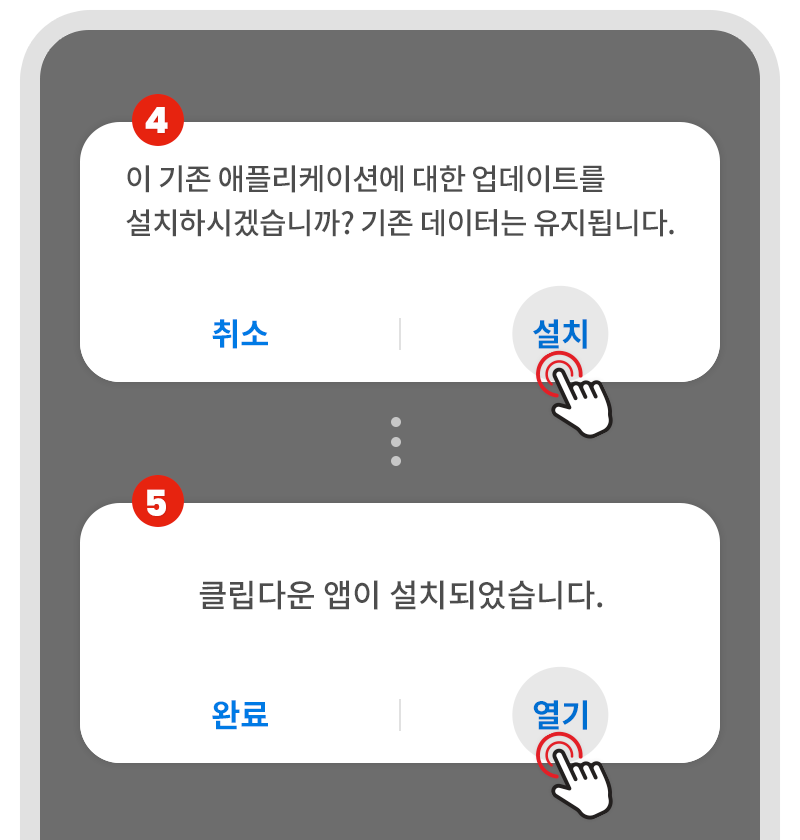 4
이 기존 애플리케이션에 대한 업데이트를
설치하시겠습니까? 기존 데이터는 유지됩니다.
취소
설치
5
클립다운 앱이 설치되었습니다.
완료
열기